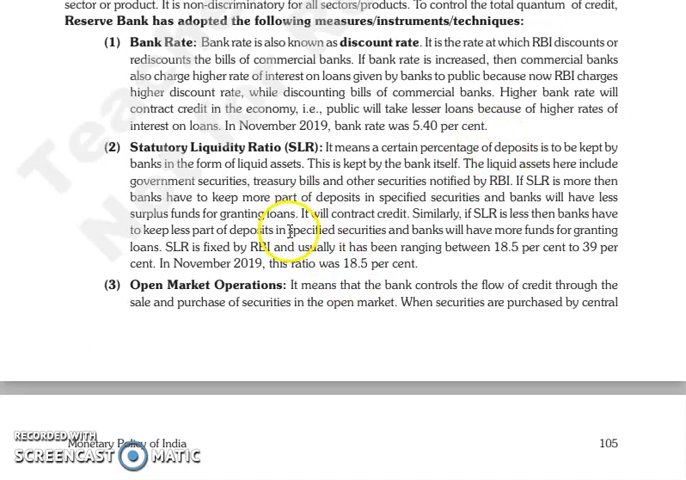 sector or product. It is non-discriminatory for all sectors/products. To control the total quantum of credit,
Reserve Bank has adopted the following measures/instruments/techniques:
(1) Bank Rate: Bank rate is also known as discount rate. It is the rate at which RBI discounts or
rediscounts the bills of commercial banks. If bank rate is increased, then commercial banks
also charge higher rate of interest on loans given by banks to public because now RBI charges
higher discount rate, while discounting bills of commercial banks. Higher bank rate will
contract credit in the economy, i.e., public will take lesser loans because of higher rates of
interest on loans. In November 2019, bank rate was 5.40 per cent.
(2) Statutory Liquidity Ratio (SLR): It means a certain percentage of deposits is to be kept by
banks in the form of liquid assets. This is kept by the bank itself. The liquid assets here include
government securities, treasury bills and other securities notified by RBI. If SLR is more then
banks have to keep more part of deposits in specified securities and banks will have less
surplus funds for granting loans. It will contract credit. Similarly, if SLR is less then banks have
to keep less part of deposits in specified securities and banks will have more funds for granting
loans. SLR is fixed by RBI and usually it has been ranging between 18.5 per cent to 39 per
cent. In November 2019, this ratio was 18.5 per cent.
(3) Open Market Operations: It means that the bank controls the flow of credit through the
sale and purchase of securities in the open market. When securities are purchased by central
Monetary Policy of India 105
RECORDED WITH
SCREENCAST MATIC